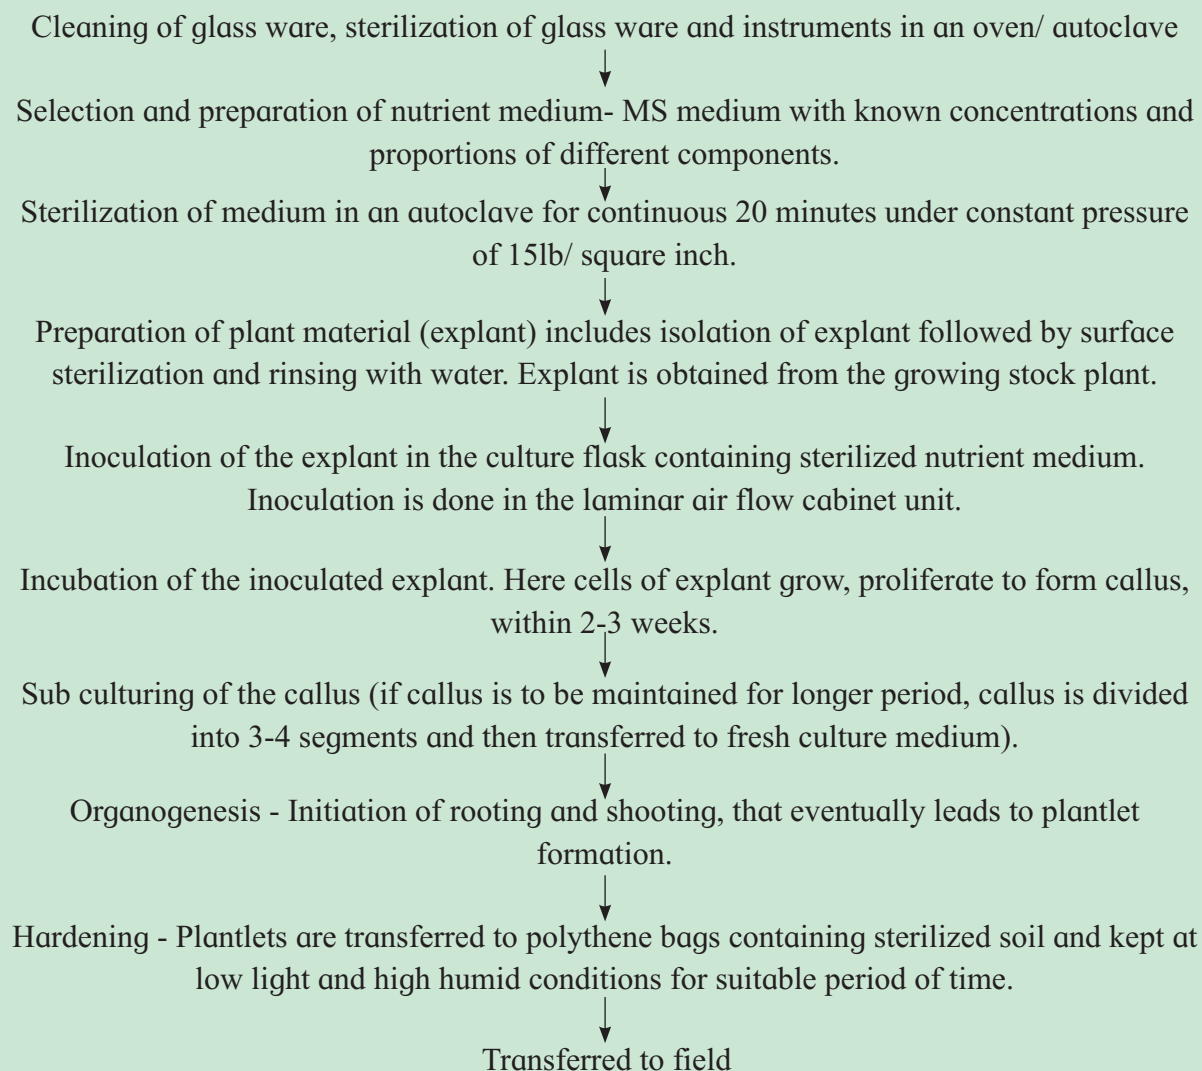 Cleaning of glass ware, sterilization of glass ware and instruments in an oven/ autoclave
Selection and preparation of nutrient medium- MS medium with known concentrations and
proportions of different components.
Sterilization of medium in an autoclave for continuous 20 minutes under constant pressure
of 15lb/ square inch.
Preparation of plant material (explant) includes isolation of explant followed by surface
sterilization and rinsing with water. Explant is obtained from the growing stock plant.
Inoculation of the explant in the culture flask containing sterilized nutrient medium.
Inoculation is done in the laminar air flow cabinet unit.
Incubation of the inoculated explant. Here cells of explant grow, proliferate to form callus,
within 2-3 weeks.
Sub culturing of the callus (if callus is to be maintained for longer period, callus is divided
into 3-4 segments and then transferred to fresh culture medium).
Organogenesis - Initiation of rooting and shooting, that eventually leads to plantlet
formation.
Hardening - Plantlets are transferred to polythene bags containing sterilized soil and kept at
low light and high humid conditions for suitable period of time.
Transferred to field